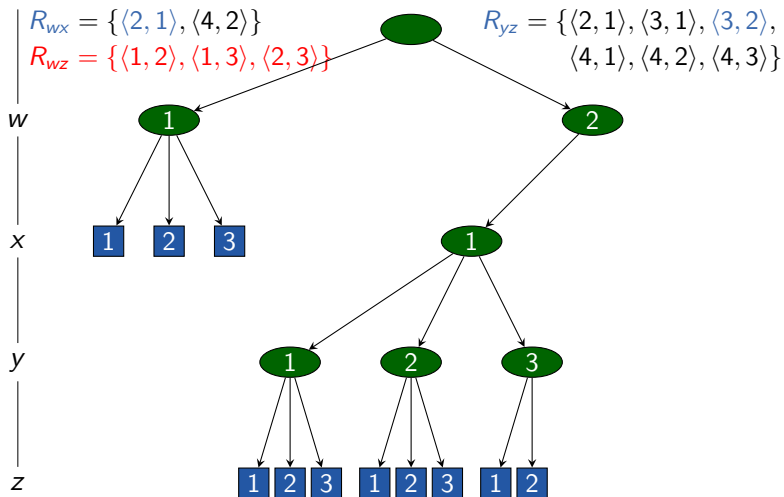 R_wx = {⟨2, 1⟩, ⟨4, 2⟩}
R_wz = {⟨1, 2⟩, ⟨1, 3⟩, ⟨2, 3⟩}
R_yz = {⟨2, 1⟩, ⟨3, 1⟩, ⟨3, 2⟩,
⟨4, 1⟩, ⟨4, 2⟩, ⟨4, 3⟩}
w 1 2
x 1 2 3 1
y 1 2 3
z 1 2 3 1 2 3 1 2